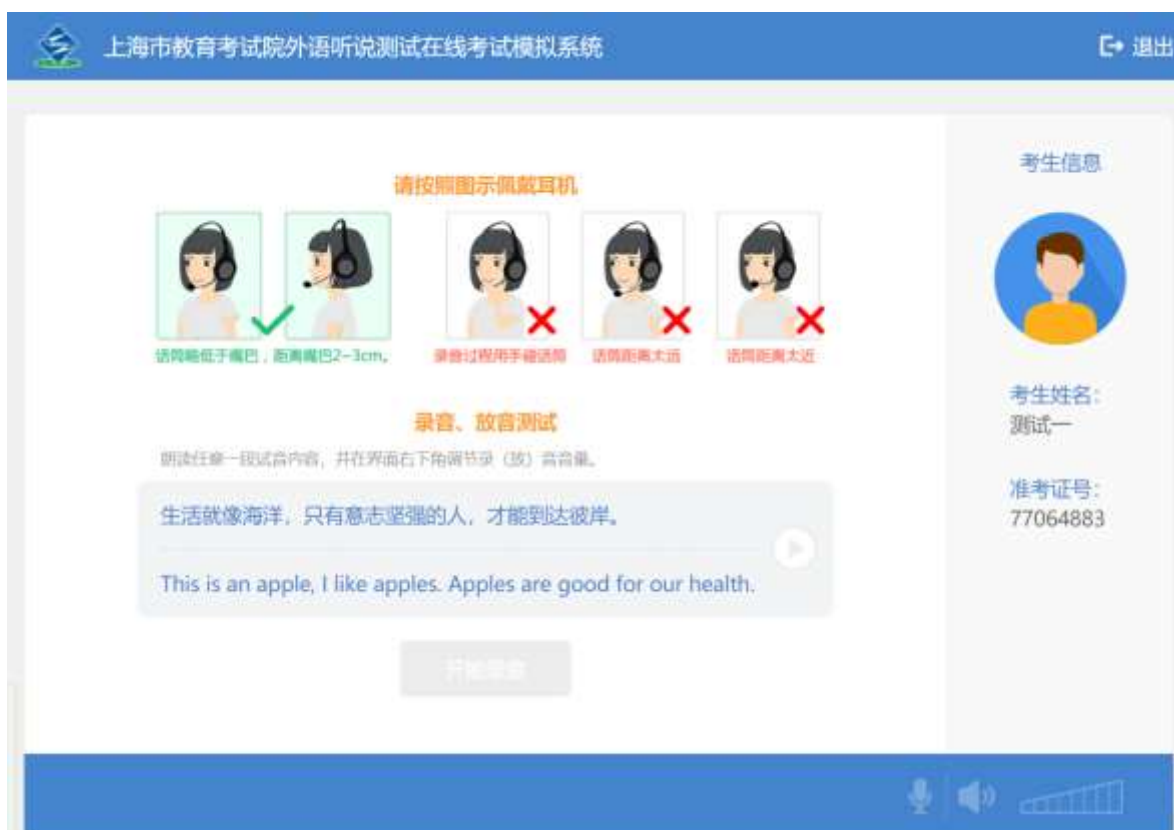 上海市教育考试院外语听说测试在线考试模拟系统
退出
请按照图示佩戴耳机
话筒略低于嘴巴，距离嘴巴2-3cm。
录音过程用手碰话筒
话筒距离太远
话筒距离太近
录音、放音测试
朗读任意一段试音内容，并在界面右下角调节录（放）音音量。
生活就像海洋，只有意志坚强的人，才能到达彼岸。
This is an apple, I like apples. Apples are good for our health.
开始录音
考生信息
考生姓名：
测试一
准考证号：
77064883